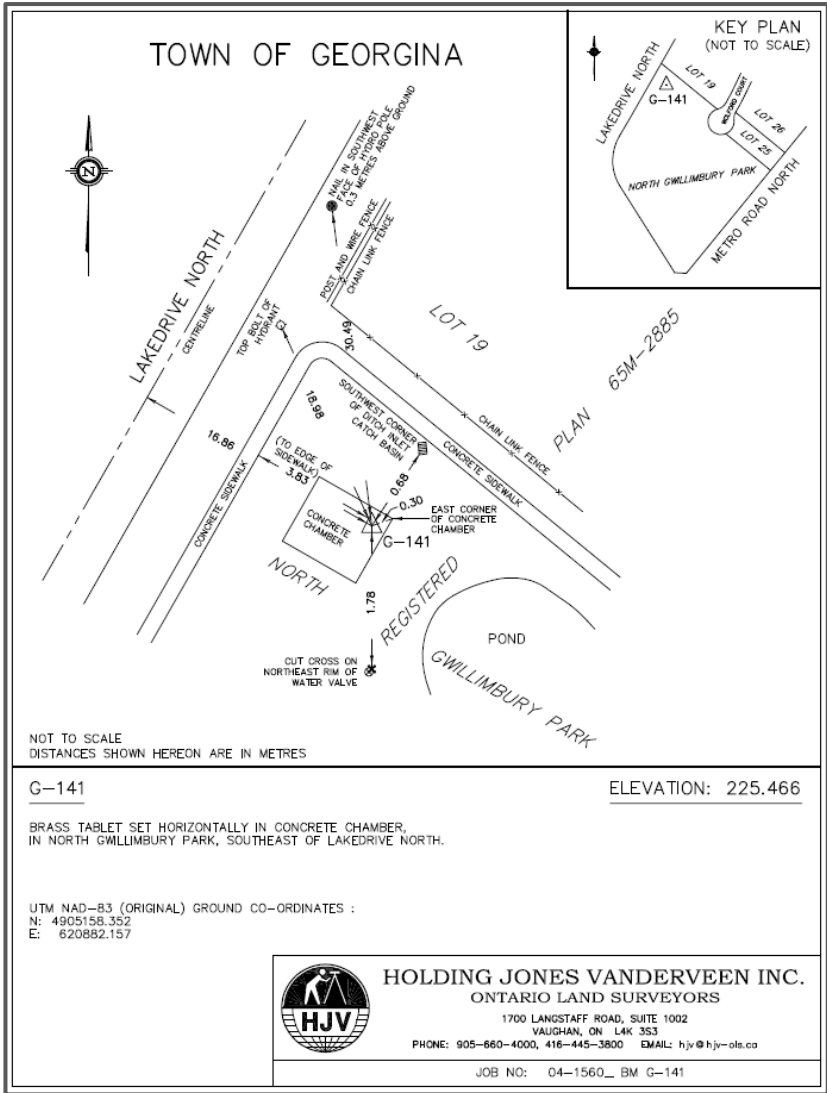 TOWN OF GEORGINA
KEY PLAN
(NOT TO SCALE)
LAKEDRIVE NORTH
LOT 19
G-141
WOLFORD COURT
LOT 26
LOT 25
NORTH GWILLIMBURY PARK
METRO ROAD NORTH
N
NAIL IN SOUTHWEST
FACE OF HYDRO POLE
0.3 METRES ABOVE GROUND
POST AND WIRE FENCE
CHAIN LINK FENCE
LAKEDRIVE NORTH
CENTRELINE
TOP BOLT OF
HYDRANT
30.49
LOT 19
PLAN 65M-2885
18.98
SOUTHWEST CORNER
OF DITCH INLET
CATCH BASIN
CHAIN LINK FENCE
CONCRETE SIDEWALK
16.86
(TO EDGE OF
SIDEWALK)
3.83
CONCRETE SIDEWALK
0.68
0.30
CONCRETE
CHAMBER
EAST CORNER
OF CONCRETE
CHAMBER
G-141
NORTH
1.78
REGISTERED
POND
GWILLIMBURY PARK
CUT CROSS ON
NORTHEAST RIM OF
WATER VALVE
NOT TO SCALE
DISTANCES SHOWN HEREON ARE IN METRES
G-141
ELEVATION: 225.466
BRASS TABLET SET HORIZONTALLY IN CONCRETE CHAMBER,
IN NORTH GWILLIMBURY PARK, SOUTHEAST OF LAKEDRIVE NORTH.
UTM NAD-83 (ORIGINAL) GROUND CO-ORDINATES :
N: 4905158.352
E: 620882.157
HJV
HOLDING JONES VANDERVEEN INC.
ONTARIO LAND SURVEYORS
1700 LANGSTAFF ROAD, SUITE 1002
VAUGHAN, ON L4K 3S3
PHONE: 905-660-4000, 416-445-3800 EMAIL: hjv@hjv-ols.ca
JOB NO: 04-1560_ BM G-141